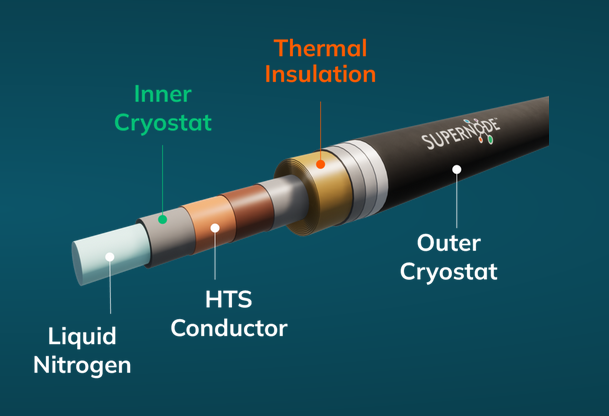 Thermal
Insulation
Inner
Cryostat
SUPERNODE
Outer
Cryostat
HTS
Conductor
Liquid
Nitrogen